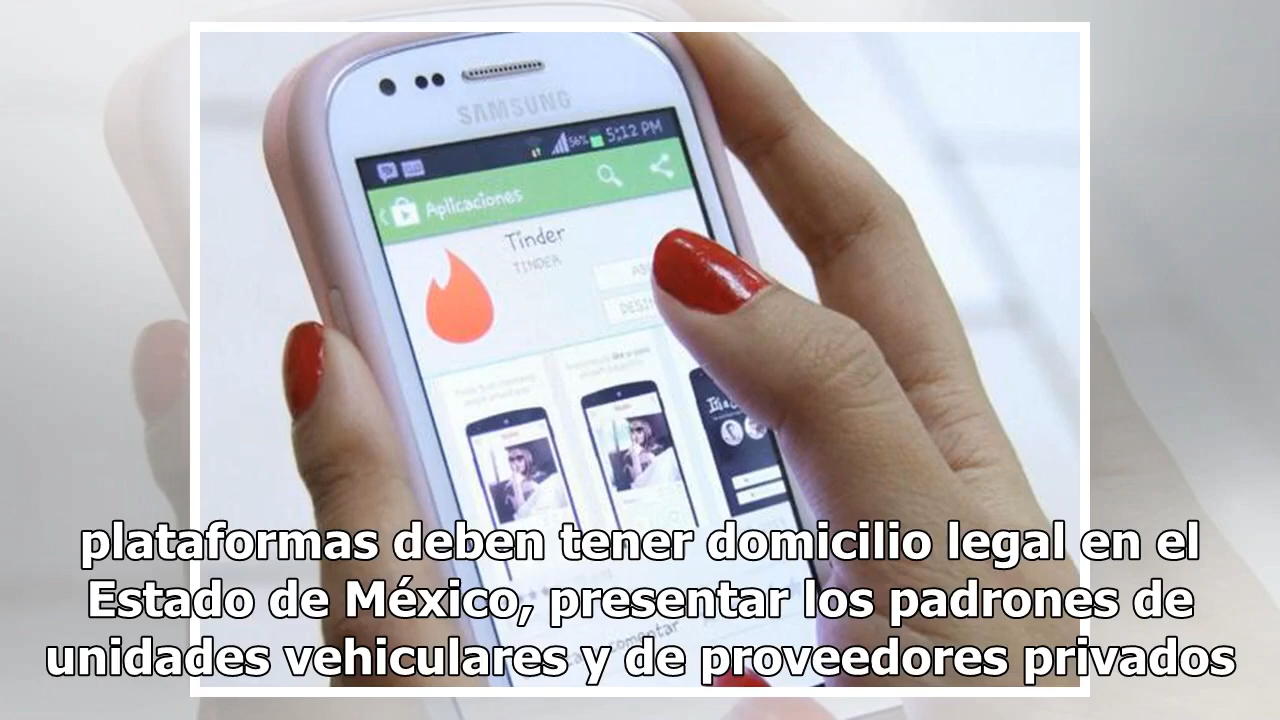 SAMSUNG
56% 5:12 PM
Aplicaciones
Tinder
TINDER
plataformas deben tener domicilio legal en el
Estado de México, presentar los padrones de
unidades vehiculares y de proveedores privados